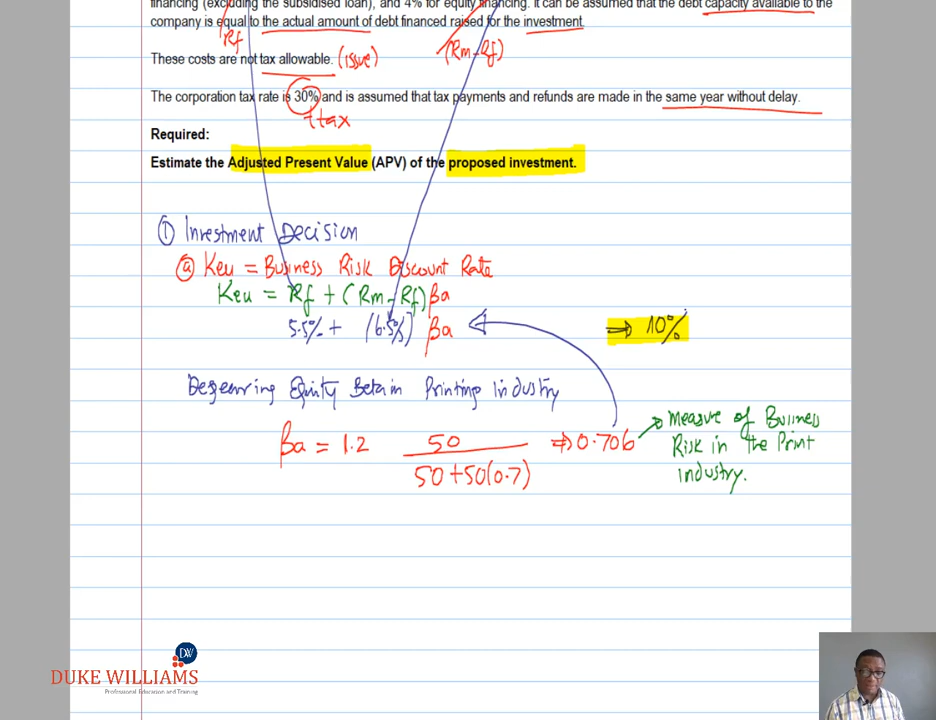 financing (excluding the subsidised loan), and 4% for equity financing. It can be assumed that the debt capacity available to the
company is equal to the actual amount of debt financed raised for the investment.
Rf
(Rm-Rf)
These costs are not tax allowable. (issue)
The corporation tax rate is 30% and is assumed that tax payments and refunds are made in the same year without delay.
t tax
Required:
Estimate the Adjusted Present Value (APV) of the proposed investment.
① Investment Decision
ⓐ Keu = Business Risk Discount Rate
Keu = Rf + (Rm-Rf)βa
5.5% + (6.5%) βa ⇒ 10%
Degearing Equity Beta in Printing Industry
βa = 1.2 50 ⇒ 0.706
50+50(0.7)
Measure of Business
Risk in the Print
industry.
DW
DUKE WILLIAMS
Professional Education and Training